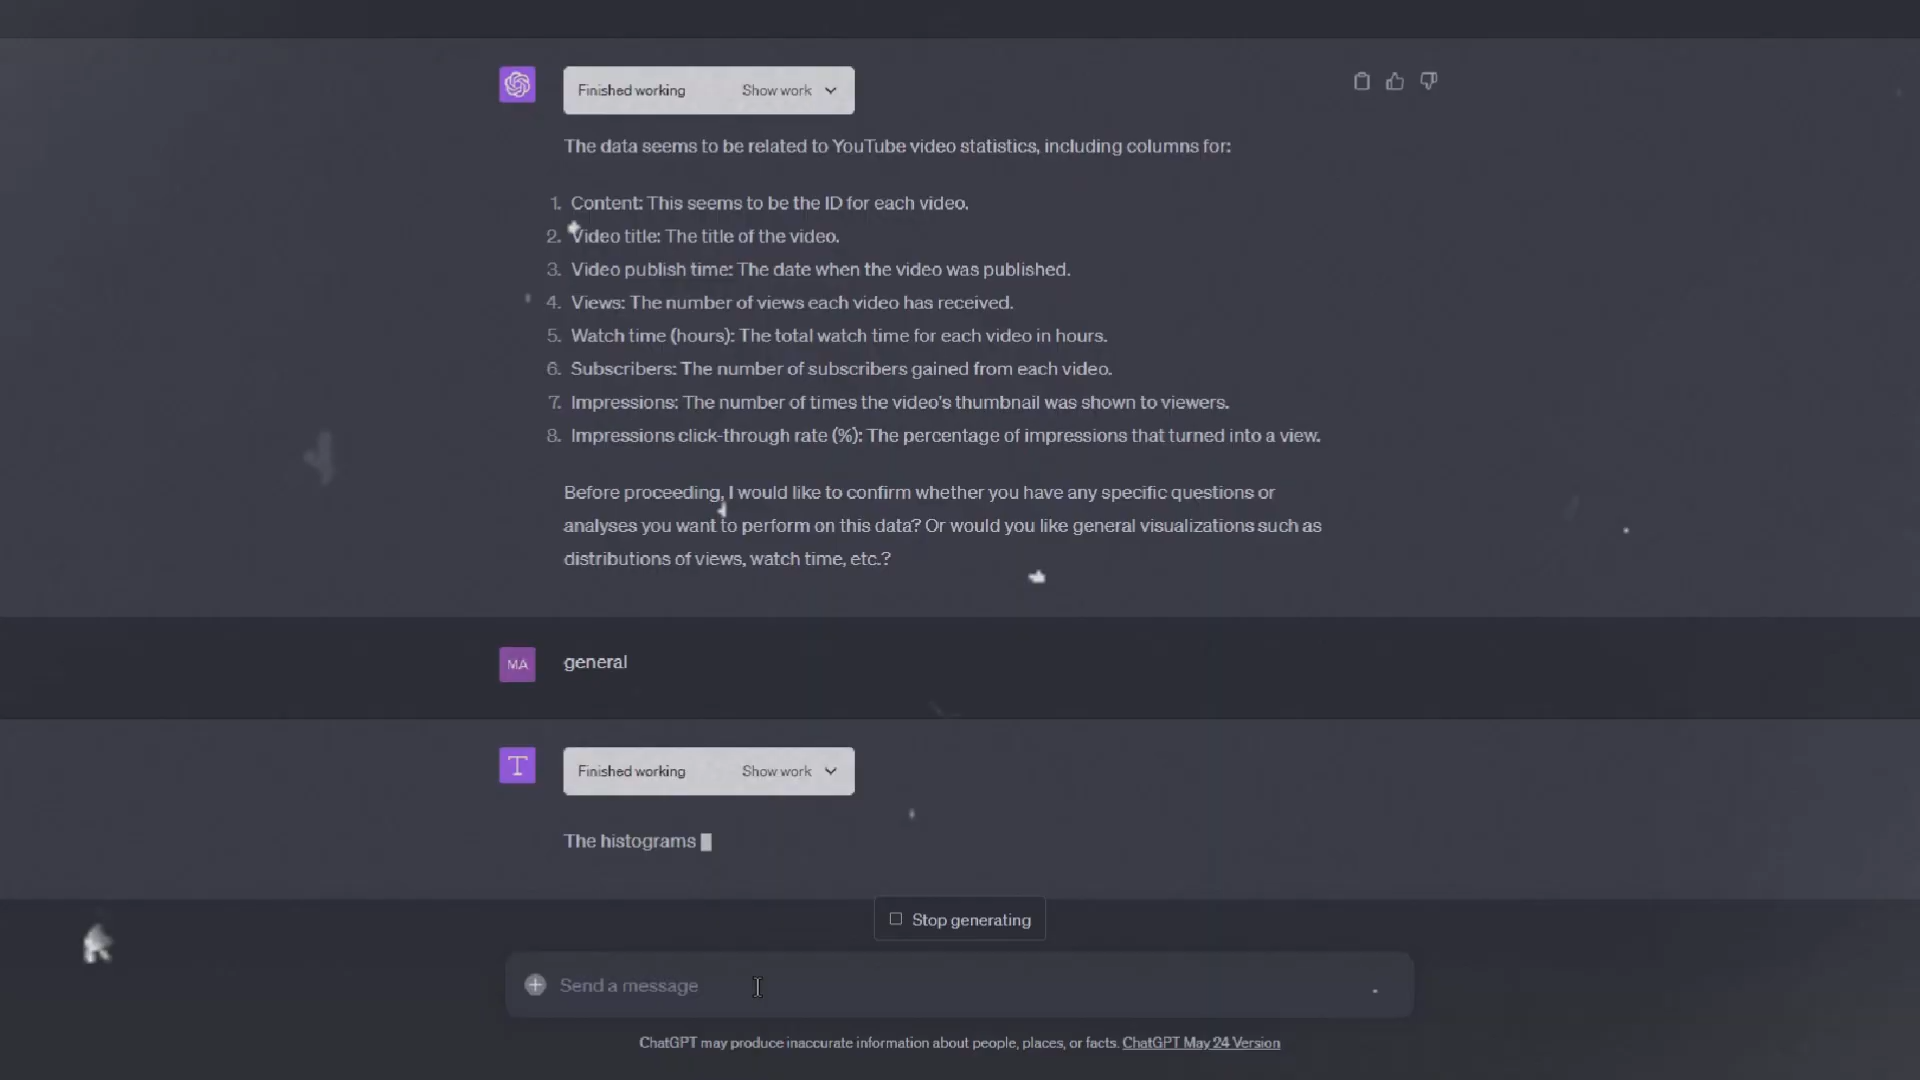 Finished working Show work
The data seems to be related to YouTube video statistics, including columns for:
1. Content: This seems to be the ID for each video.
2. Video title: The title of the video.
3. Video publish time: The date when the video was published.
4. Views: The number of views each video has received.
5. Watch time (hours): The total watch time for each video in hours.
6. Subscribers: The number of subscribers gained from each video.
7. Impressions: The number of times the video's thumbnail was shown to viewers.
8. Impressions click-through rate (%): The percentage of impressions that turned into a view.
Before proceeding, I would like to confirm whether you have any specific questions or
analyses you want to perform on this data? Or would you like general visualizations such as
distributions of views, watch time, etc.?
MA general
T Finished working Show work
The histograms
Stop generating
Send a message
ChatGPT may produce inaccurate information about people, places, or facts. ChatGPT May 24 Version